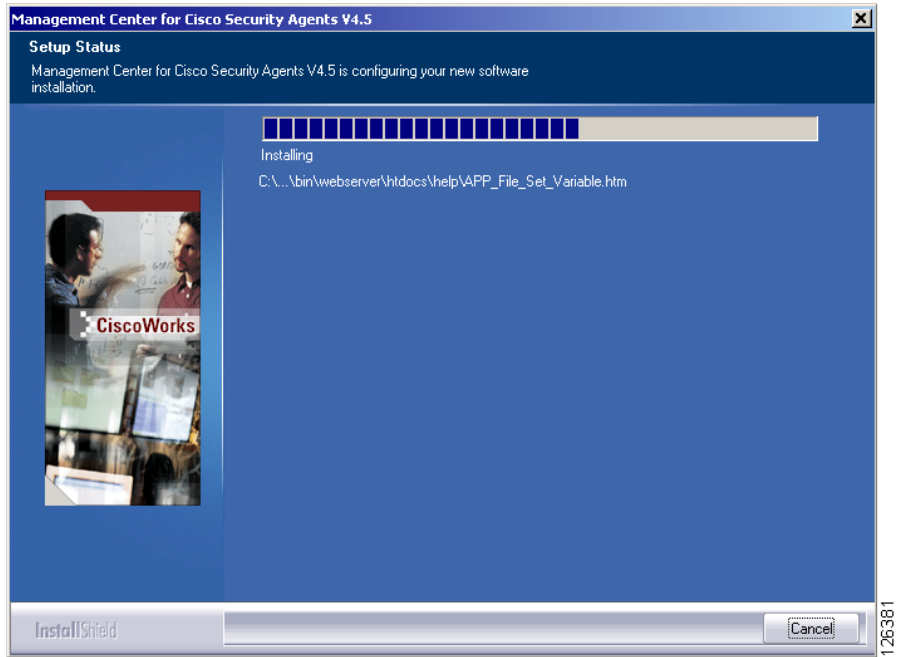 Management Center for Cisco Security Agents V4.5
Setup Status
Management Center for Cisco Security Agents V4.5 is configuring your new software
installation.
Installing
C:\...\bin\webserver\htdocs\help\APP_File_Set_Variable.htm
CiscoWorks
InstallShield
Cancel
126381